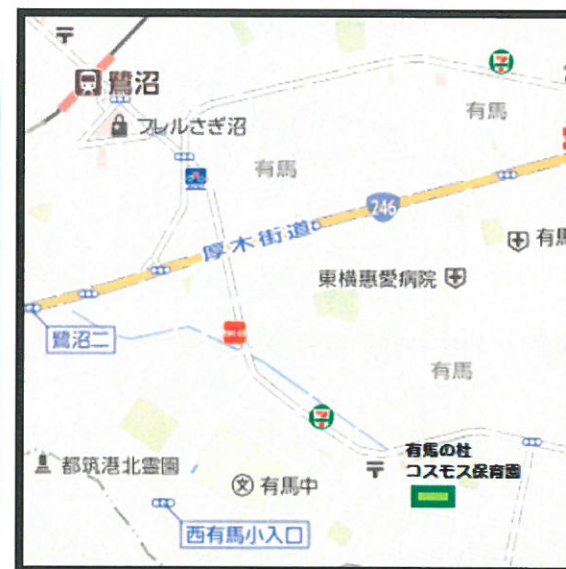 鷺沼
フレルさぎ沼
有馬
有馬
246
厚木街道
有馬
東横惠愛病院
鷺沼二
有馬
有馬の杜
コスモス保育園
都筑港北霊園
有馬中
西有馬小入口